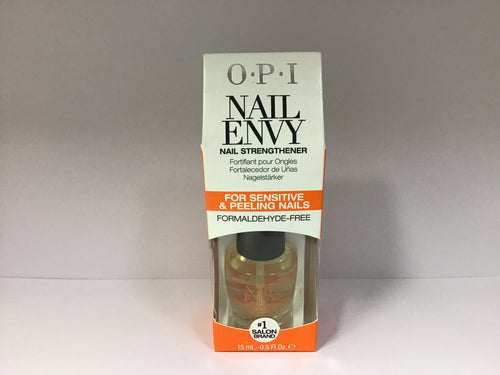 O·P·I
NAIL
ENVY
NAIL STRENGTHENER
Fortifiant pour Ongles
Fortalecedor de Uñas
Nagelstärker
FOR SENSITIVE
& PEELING NAILS
FORMALDEHYDE-FREE
#1
SALON
BRAND
15 mL - 0.5 Fl. Oz. ℮